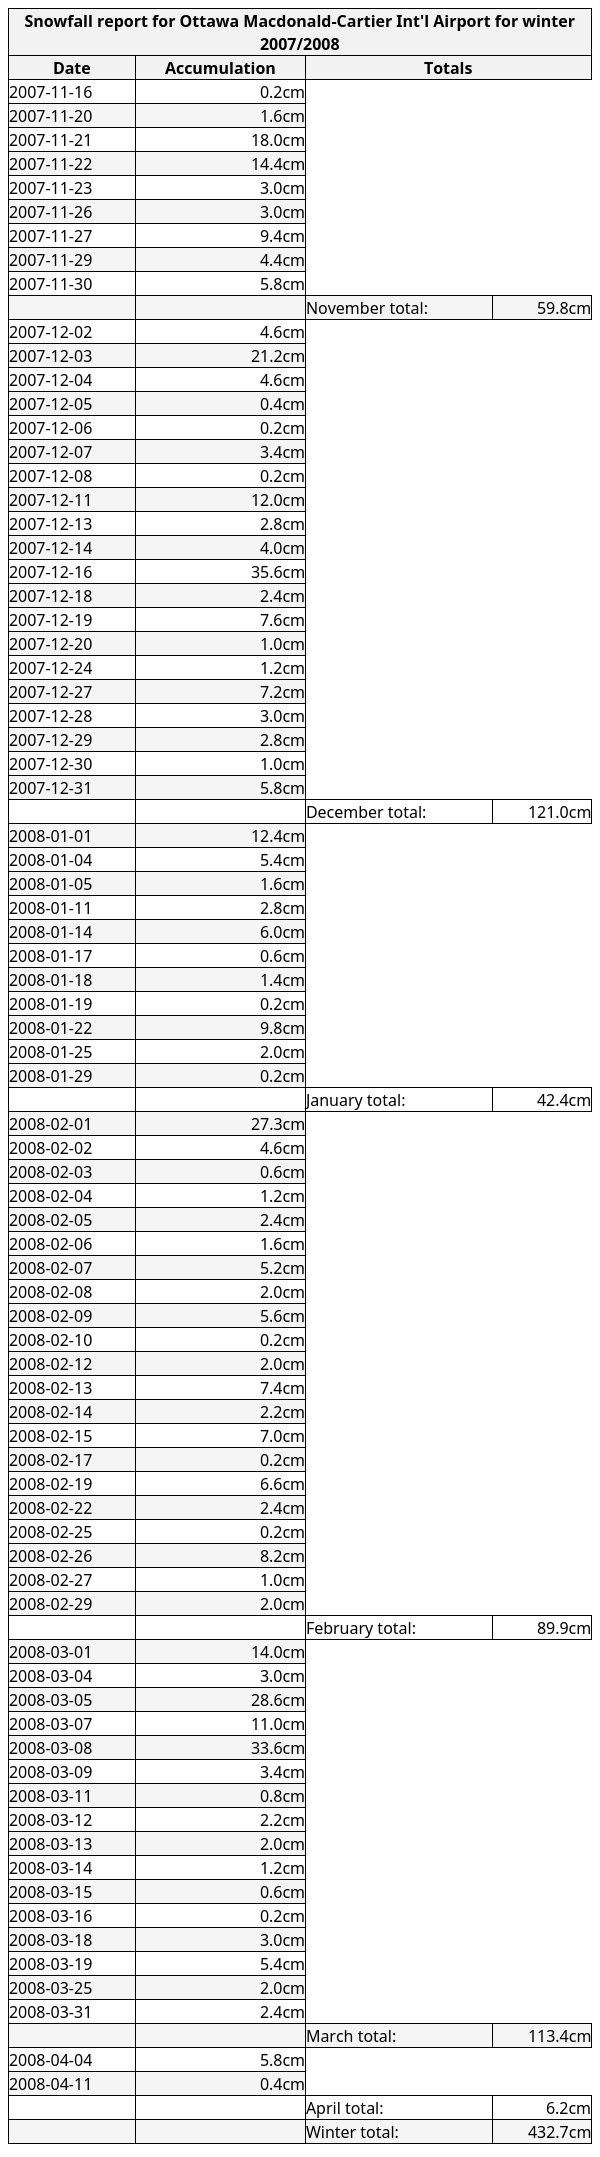 Snowfall report for Ottawa Macdonald-Cartier Int'l Airport for winter
2007/2008
Date Accumulation Totals
2007-11-16 0.2cm
2007-11-20 1.6cm
2007-11-21 18.0cm
2007-11-22 14.4cm
2007-11-23 3.0cm
2007-11-26 3.0cm
2007-11-27 9.4cm
2007-11-29 4.4cm
2007-11-30 5.8cm
November total: 59.8cm
2007-12-02 4.6cm
2007-12-03 21.2cm
2007-12-04 4.6cm
2007-12-05 0.4cm
2007-12-06 0.2cm
2007-12-07 3.4cm
2007-12-08 0.2cm
2007-12-11 12.0cm
2007-12-13 2.8cm
2007-12-14 4.0cm
2007-12-16 35.6cm
2007-12-18 2.4cm
2007-12-19 7.6cm
2007-12-20 1.0cm
2007-12-24 1.2cm
2007-12-27 7.2cm
2007-12-28 3.0cm
2007-12-29 2.8cm
2007-12-30 1.0cm
2007-12-31 5.8cm
December total: 121.0cm
2008-01-01 12.4cm
2008-01-04 5.4cm
2008-01-05 1.6cm
2008-01-11 2.8cm
2008-01-14 6.0cm
2008-01-17 0.6cm
2008-01-18 1.4cm
2008-01-19 0.2cm
2008-01-22 9.8cm
2008-01-25 2.0cm
2008-01-29 0.2cm
January total: 42.4cm
2008-02-01 27.3cm
2008-02-02 4.6cm
2008-02-03 0.6cm
2008-02-04 1.2cm
2008-02-05 2.4cm
2008-02-06 1.6cm
2008-02-07 5.2cm
2008-02-08 2.0cm
2008-02-09 5.6cm
2008-02-10 0.2cm
2008-02-12 2.0cm
2008-02-13 7.4cm
2008-02-14 2.2cm
2008-02-15 7.0cm
2008-02-17 0.2cm
2008-02-19 6.6cm
2008-02-22 2.4cm
2008-02-25 0.2cm
2008-02-26 8.2cm
2008-02-27 1.0cm
2008-02-29 2.0cm
February total: 89.9cm
2008-03-01 14.0cm
2008-03-04 3.0cm
2008-03-05 28.6cm
2008-03-07 11.0cm
2008-03-08 33.6cm
2008-03-09 3.4cm
2008-03-11 0.8cm
2008-03-12 2.2cm
2008-03-13 2.0cm
2008-03-14 1.2cm
2008-03-15 0.6cm
2008-03-16 0.2cm
2008-03-18 3.0cm
2008-03-19 5.4cm
2008-03-25 2.0cm
2008-03-31 2.4cm
March total: 113.4cm
2008-04-04 5.8cm
2008-04-11 0.4cm
April total: 6.2cm
Winter total: 432.7cm